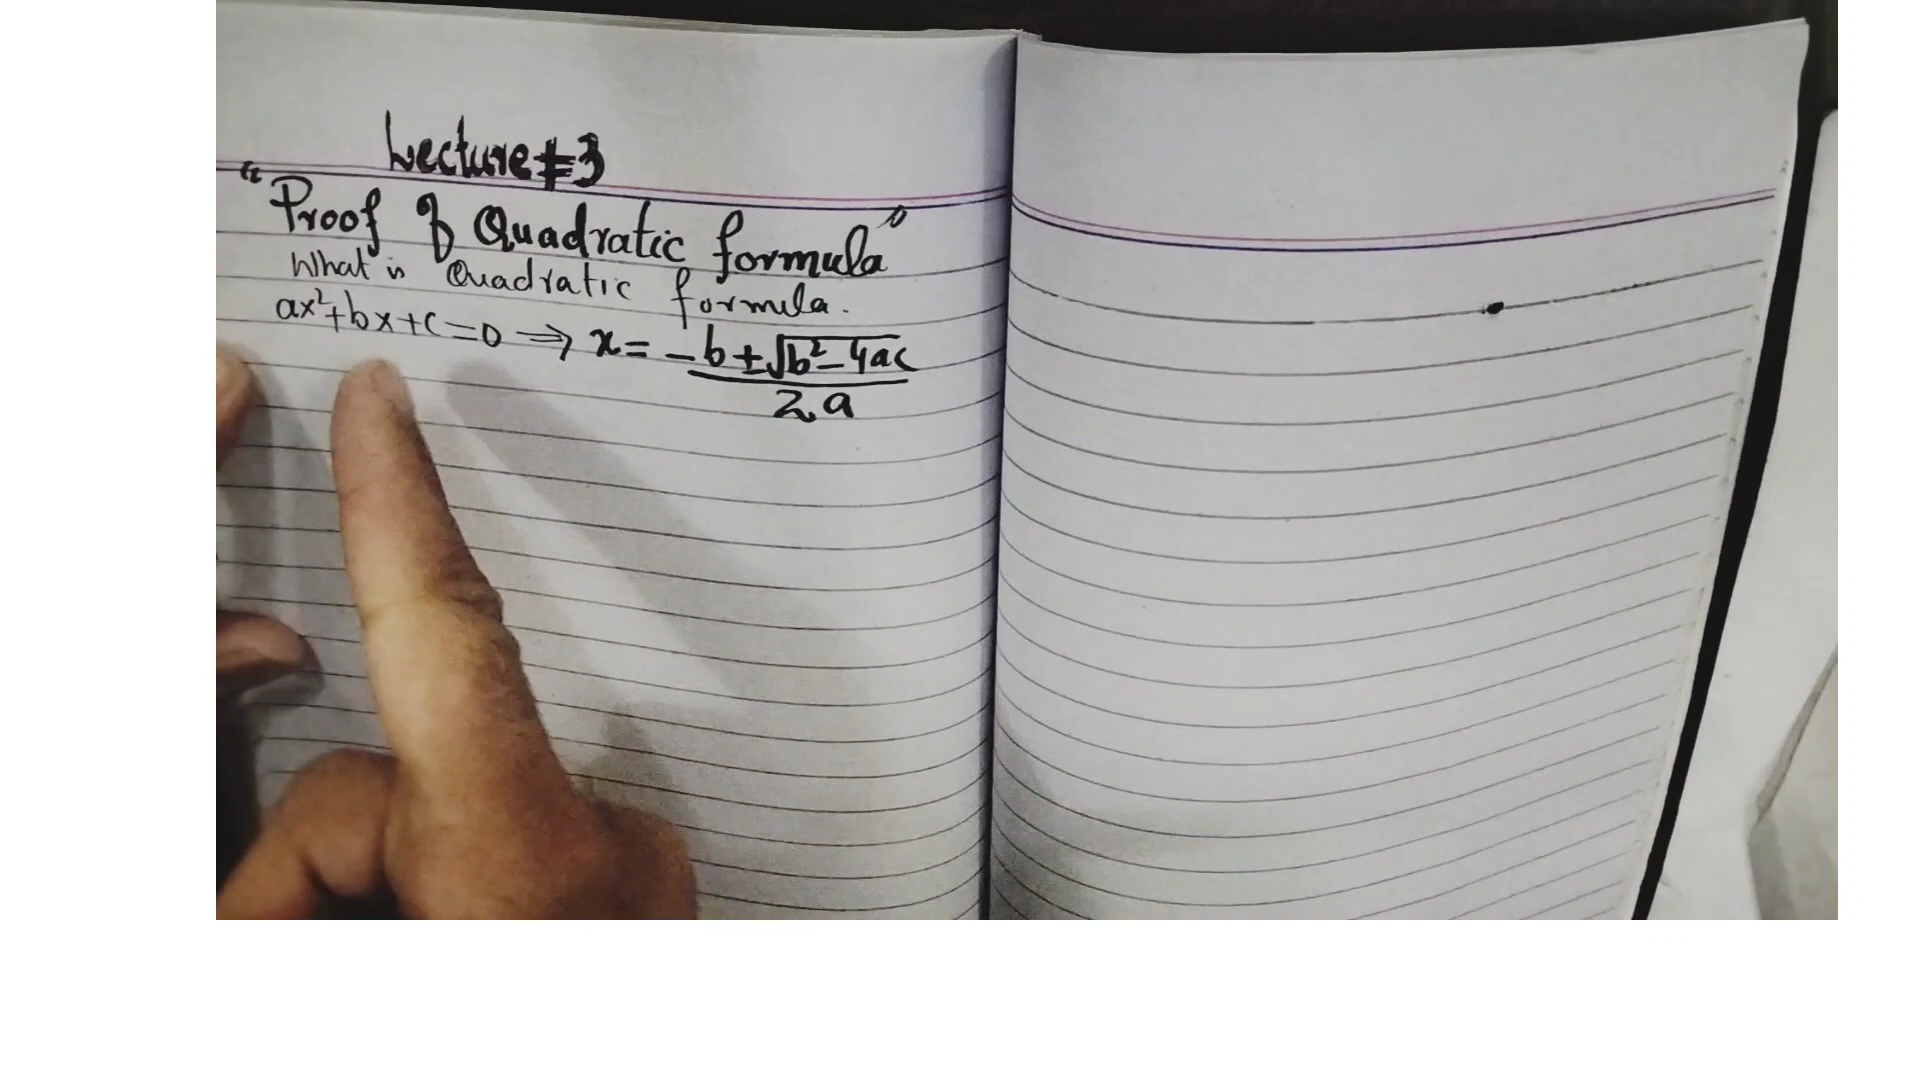 Lecture#3
"Proof of Quadratic formula"
What is Quadratic formula.
ax²+bx+c=0 ⇒ x= -b±√b²-4ac / 2a